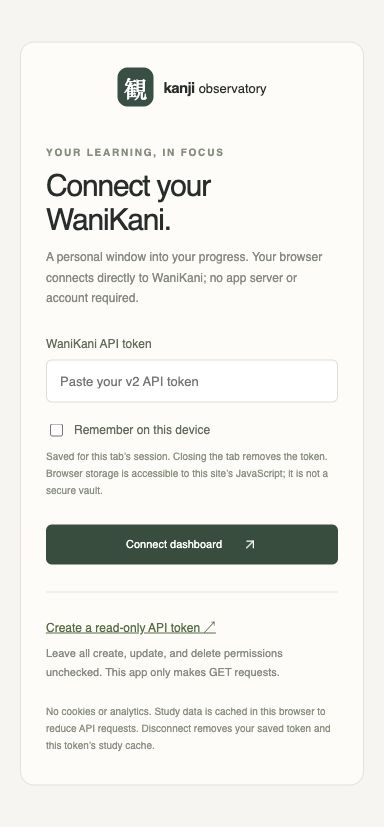 観 kanji observatory
YOUR LEARNING, IN FOCUS
Connect your
WaniKani.
A personal window into your progress. Your browser
connects directly to WaniKani; no app server or
account required.
WaniKani API token
Paste your v2 API token
Remember on this device
Saved for this tab's session. Closing the tab removes the token.
Browser storage is accessible to this site's JavaScript; it is not a
secure vault.
Connect dashboard ↗
Create a read-only API token ↗
Leave all create, update, and delete permissions
unchecked. This app only makes GET requests.
No cookies or analytics. Study data is cached in this browser to
reduce API requests. Disconnect removes your saved token and
this token's study cache.